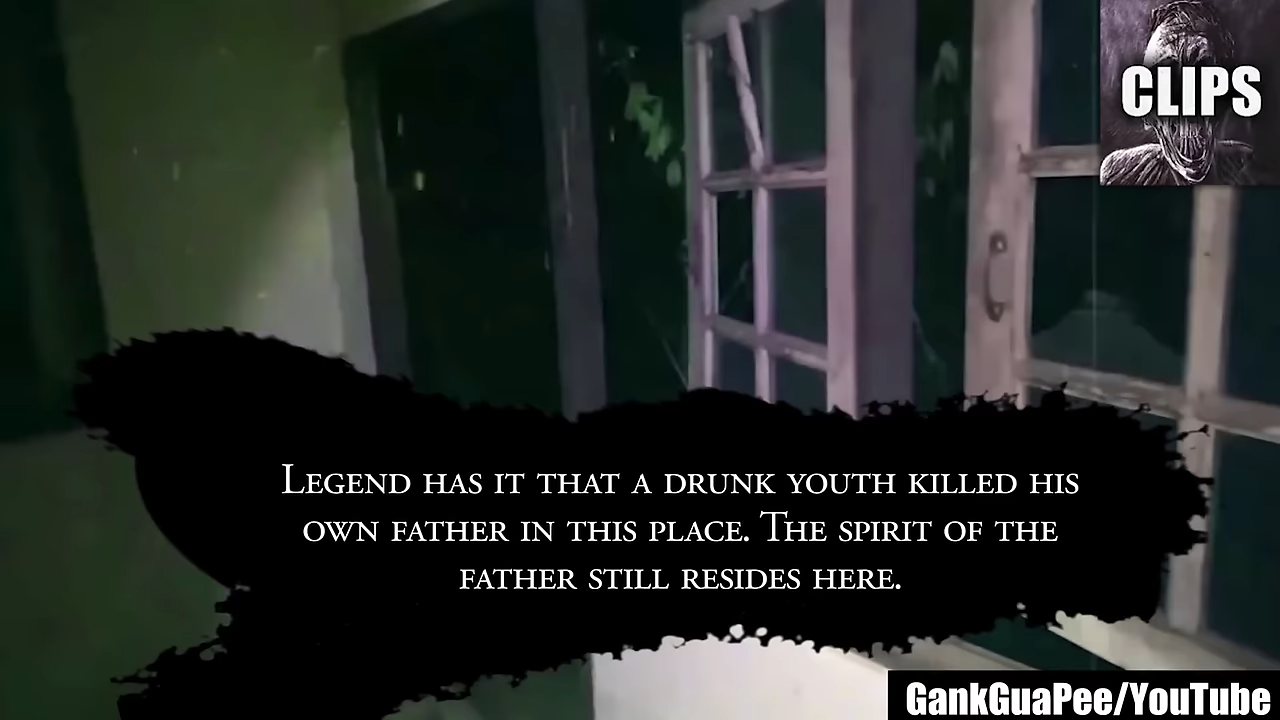 CLIPS
Legend has it that a drunk youth killed his
own father in this place. The spirit of the
father still resides here.
GankGuaPee/YouTube